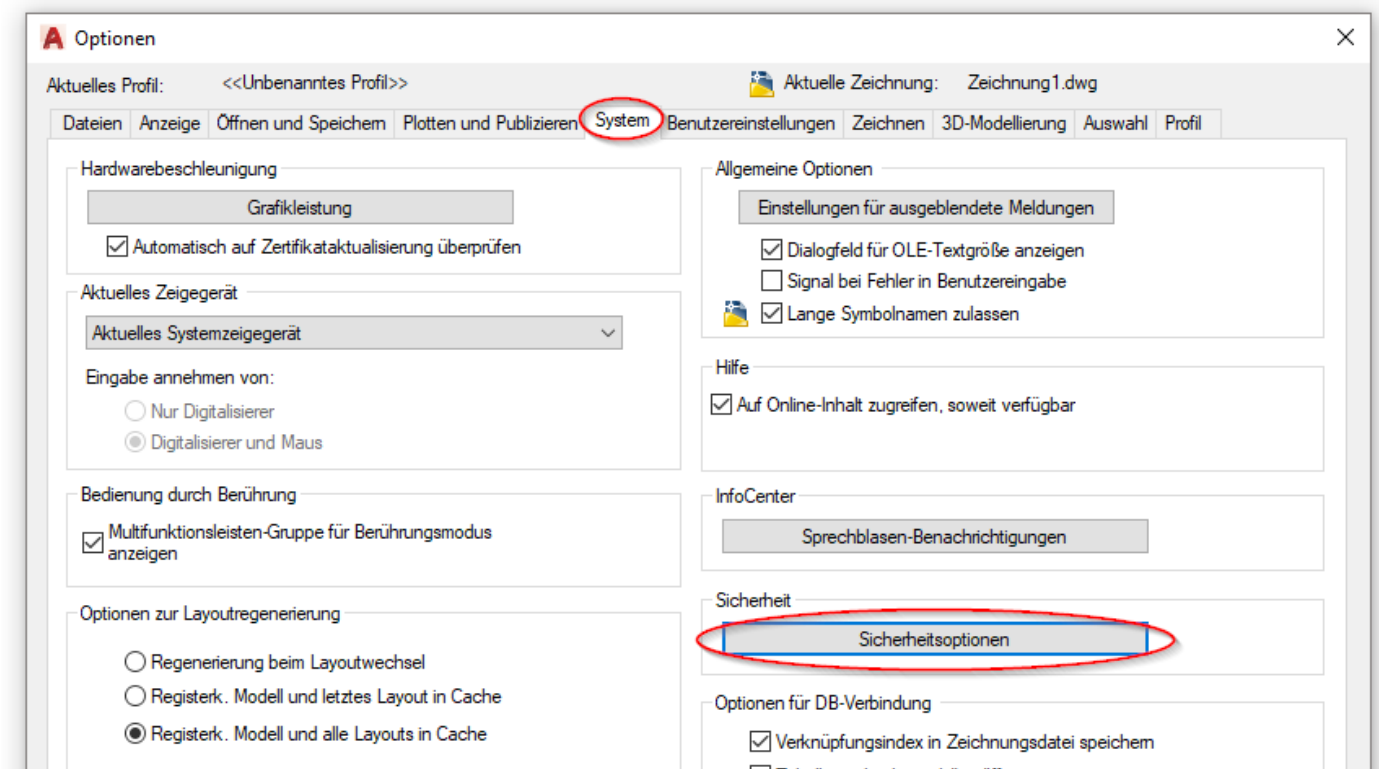 Optionen
Aktuelles Profil: <<Unbenanntes Profil>> Aktuelle Zeichnung: Zeichnung1.dwg
Dateien Anzeige Öffnen und Speichern Plotten und Publizieren System Benutzereinstellungen Zeichnen 3D-Modellierung Auswahl Profil
Hardwarebeschleunigung
Grafikleistung
Automatisch auf Zertifikataktualisierung überprüfen
Aktuelles Zeigegerät
Aktuelles Systemzeigegerät
Eingabe annehmen von:
Nur Digitalisierer
Digitalisierer und Maus
Bedienung durch Berührung
Multifunktionsleisten-Gruppe für Berührungsmodus
anzeigen
Optionen zur Layoutregenerierung
Regenerierung beim Layoutwechsel
Registerk. Modell und letztes Layout in Cache
Registerk. Modell und alle Layouts in Cache
Allgemeine Optionen
Einstellungen für ausgeblendete Meldungen
Dialogfeld für OLE-Textgröße anzeigen
Signal bei Fehler in Benutzereingabe
Lange Symbolnamen zulassen
Hilfe
Auf Online-Inhalt zugreifen, soweit verfügbar
InfoCenter
Sprechblasen-Benachrichtigungen
Sicherheit
Sicherheitsoptionen
Optionen für DB-Verbindung
Verknüpfungsindex in Zeichnungsdatei speichern